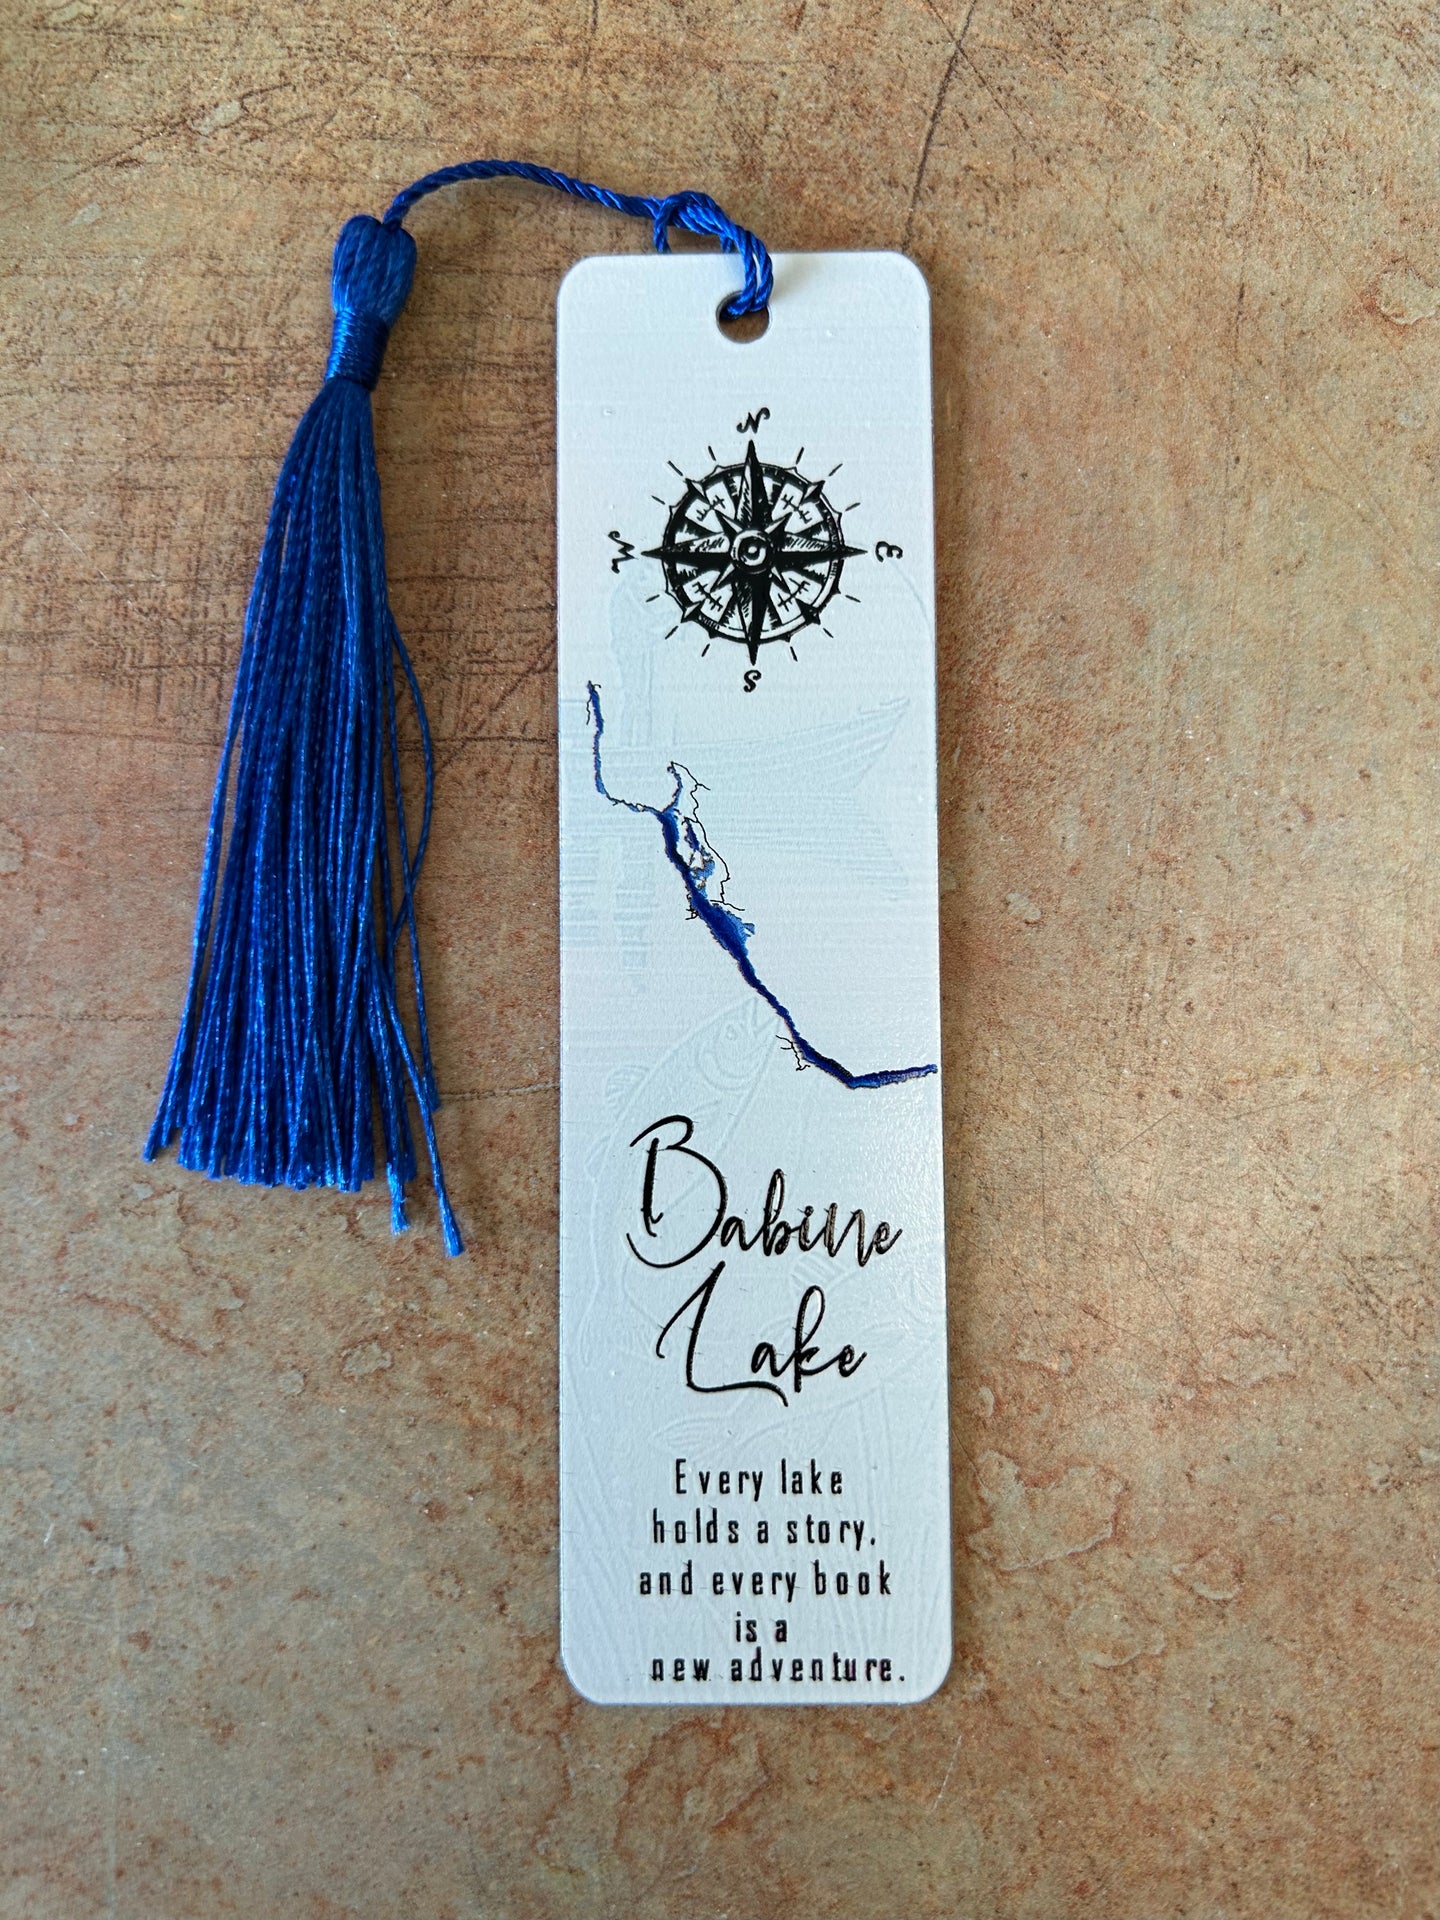 N
W E
S
Babine
Lake
Every lake
holds a story,
and every book
is a
new adventure.